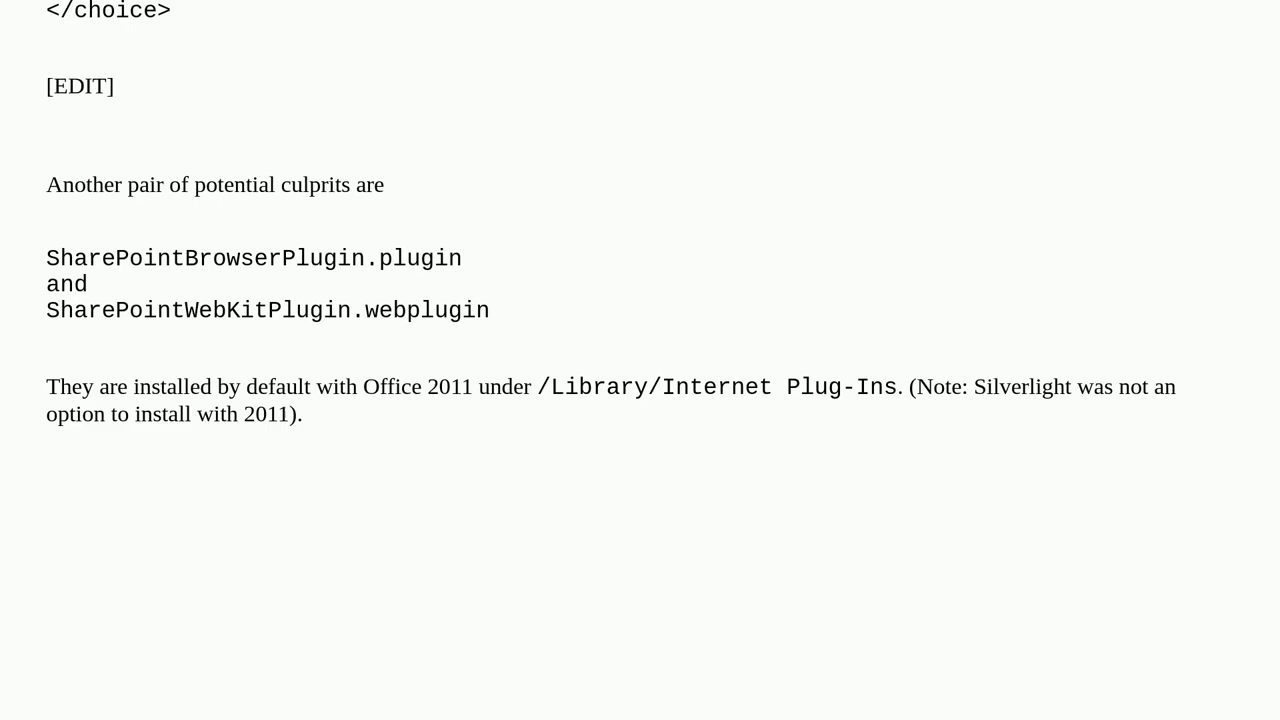 </choice>
[EDIT]
Another pair of potential culprits are
SharePointBrowserPlugin.plugin
and
SharePointWebKitPlugin.webplugin
They are installed by default with Office 2011 under /Library/Internet Plug-Ins. (Note: Silverlight was not an
option to install with 2011).